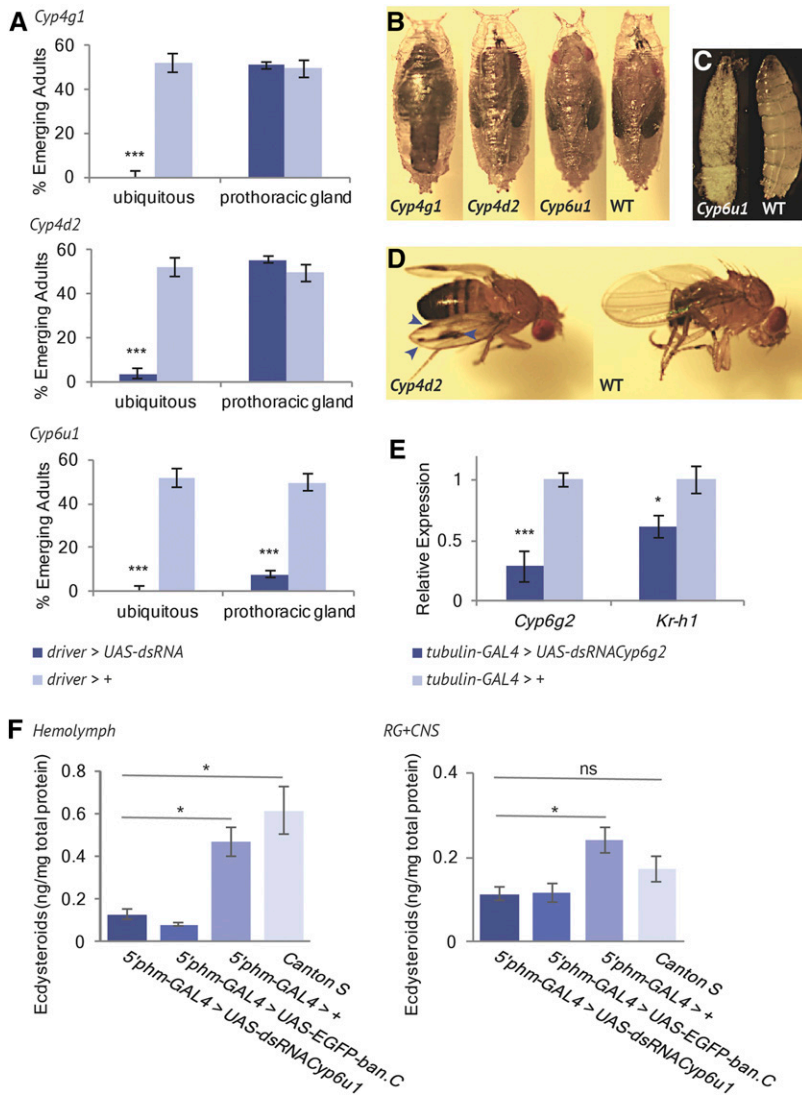 A
Cyp4g1
% Emerging Adults
60
40
20
0
***
ubiquitous
prothoracic gland
Cyp4d2
% Emerging Adults
60
40
20
0
***
ubiquitous
prothoracic gland
Cyp6u1
% Emerging Adults
60
40
20
0
***
***
ubiquitous
prothoracic gland
driver > UAS-dsRNA
driver > +
B
Cyp4g1
Cyp4d2
Cyp6u1
WT
C
Cyp6u1
WT
D
Cyp4d2
WT
E
Relative Expression
1
0.5
0
***
*
Cyp6g2
Kr-h1
tubulin-GAL4 > UAS-dsRNACyp6g2
tubulin-GAL4 > +
F
Hemolymph
Ecdysteroids (ng/mg total protein)
0.8
0.6
0.4
0.2
0
*
*
5'phm-GAL4 > UAS-dsRNACyp6u1
5'phm-GAL4 > UAS-EGFP-ban.C
5'phm-GAL4 > +
Canton S
RG+CNS
Ecdysteroids (ng/mg total protein)
0.4
0.2
0
ns
*
5'phm-GAL4 > UAS-dsRNACyp6u1
5'phm-GAL4 > UAS-EGFP-ban.C
5'phm-GAL4 > +
Canton S